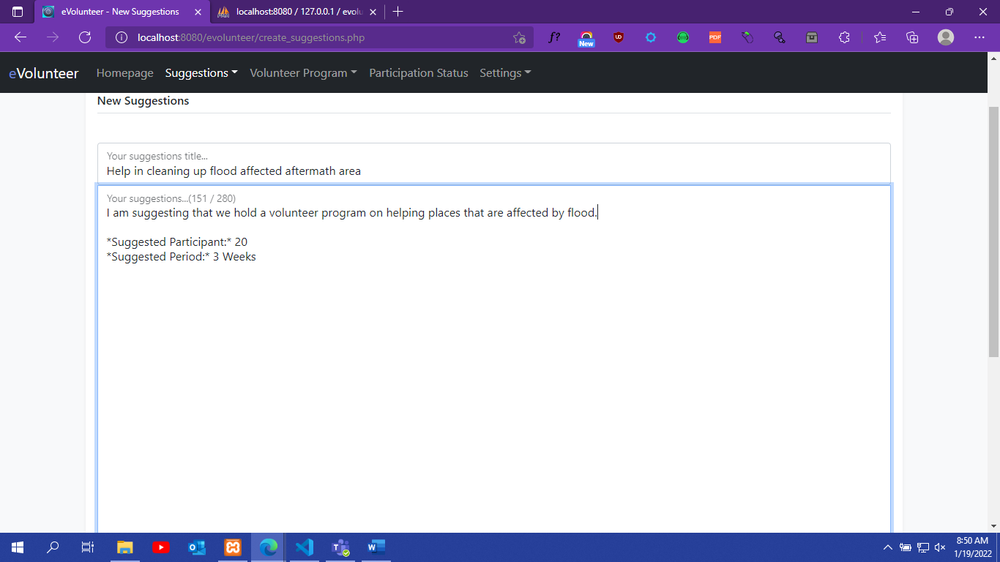 eVolunteer - New Suggestions
localhost:8080 / 127.0.0.1 / evolu
localhost:8080/evolunteer/create_suggestions.php
f?
New
UD
PDF
eVolunteer Homepage Suggestions Volunteer Program Participation Status Settings
New Suggestions
Your suggestions title...
Help in cleaning up flood affected aftermath area
Your suggestions...(151 / 280)
I am suggesting that we hold a volunteer program on helping places that are affected by flood.
*Suggested Participant:* 20
*Suggested Period:* 3 Weeks
8:50 AM
1/19/2022